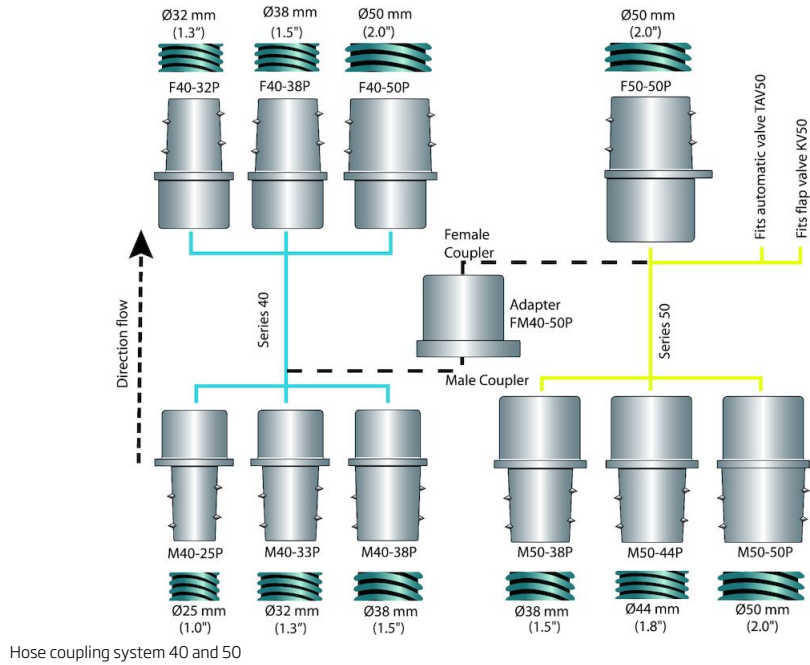 Ø32 mm
(1.3″)
Ø38 mm
(1.5")
Ø50 mm
(2.0")
Ø50 mm
(2.0")
F40-32P
F40-38P
F40-50P
F50-50P
Fits automatic valve TAV50
Fits flap valve KV50
Direction flow
Series 40
Female
Coupler
Adapter
FM40-50P
Male Coupler
Series 50
M40-25P
M40-33P
M40-38P
M50-38P
M50-44P
M50-50P
Ø25 mm
(1.0")
Ø32 mm
(1.3")
Ø38 mm
(1.5")
Ø38 mm
(1.5")
Ø44 mm
(1.8")
Ø50 mm
(2.0")
Hose coupling system 40 and 50